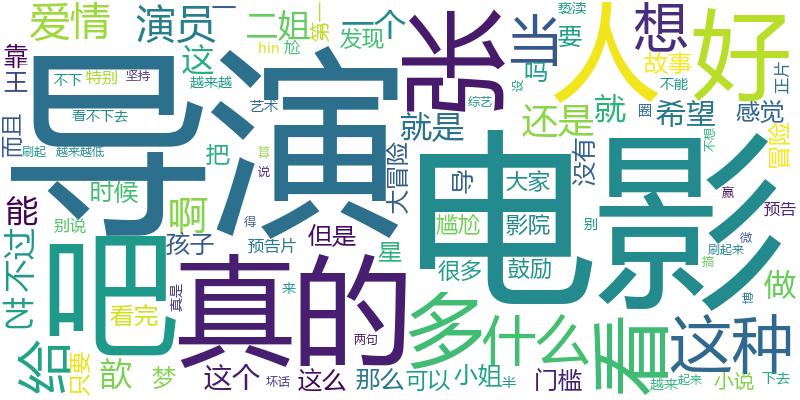 爱情
演员
一
二姐
hin
尬
第一
一个
发现
张
当
吗
亵渎
要
人
想
故事
好
正片
靠
王
不下
特别
坚持
这
越来越
看不下去
导演
艺术
综艺
没
还是
就
圈
希望
不能
感觉
冒险
而且
刷起
越来越低
把
算
说
就是
大冒险
电影
大家
没有
不想
能
时候
啊
别说
得
尴尬
影院
别
赢
预告
不过
吧
孩子
预告片
但是
星
很多
鼓励
微
刷起来
搞
做
看完
真是
真的
来
两句
多
什么
看
这种
博
给
只要
歆
梦
这个
坏话
这么
那么
可以
小姐
半
门槛
越来
起来
小说
下去